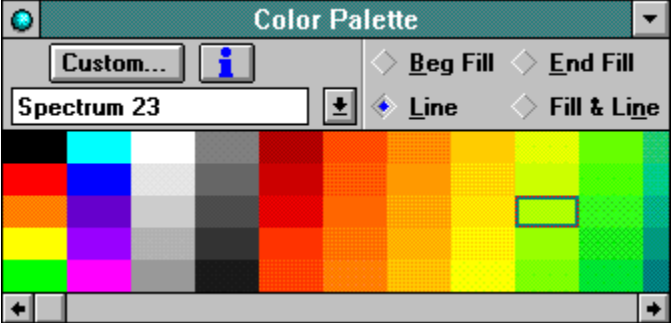 Color Palette
Custom... i Beg Fill End Fill
Spectrum 23 Line Fill & Line